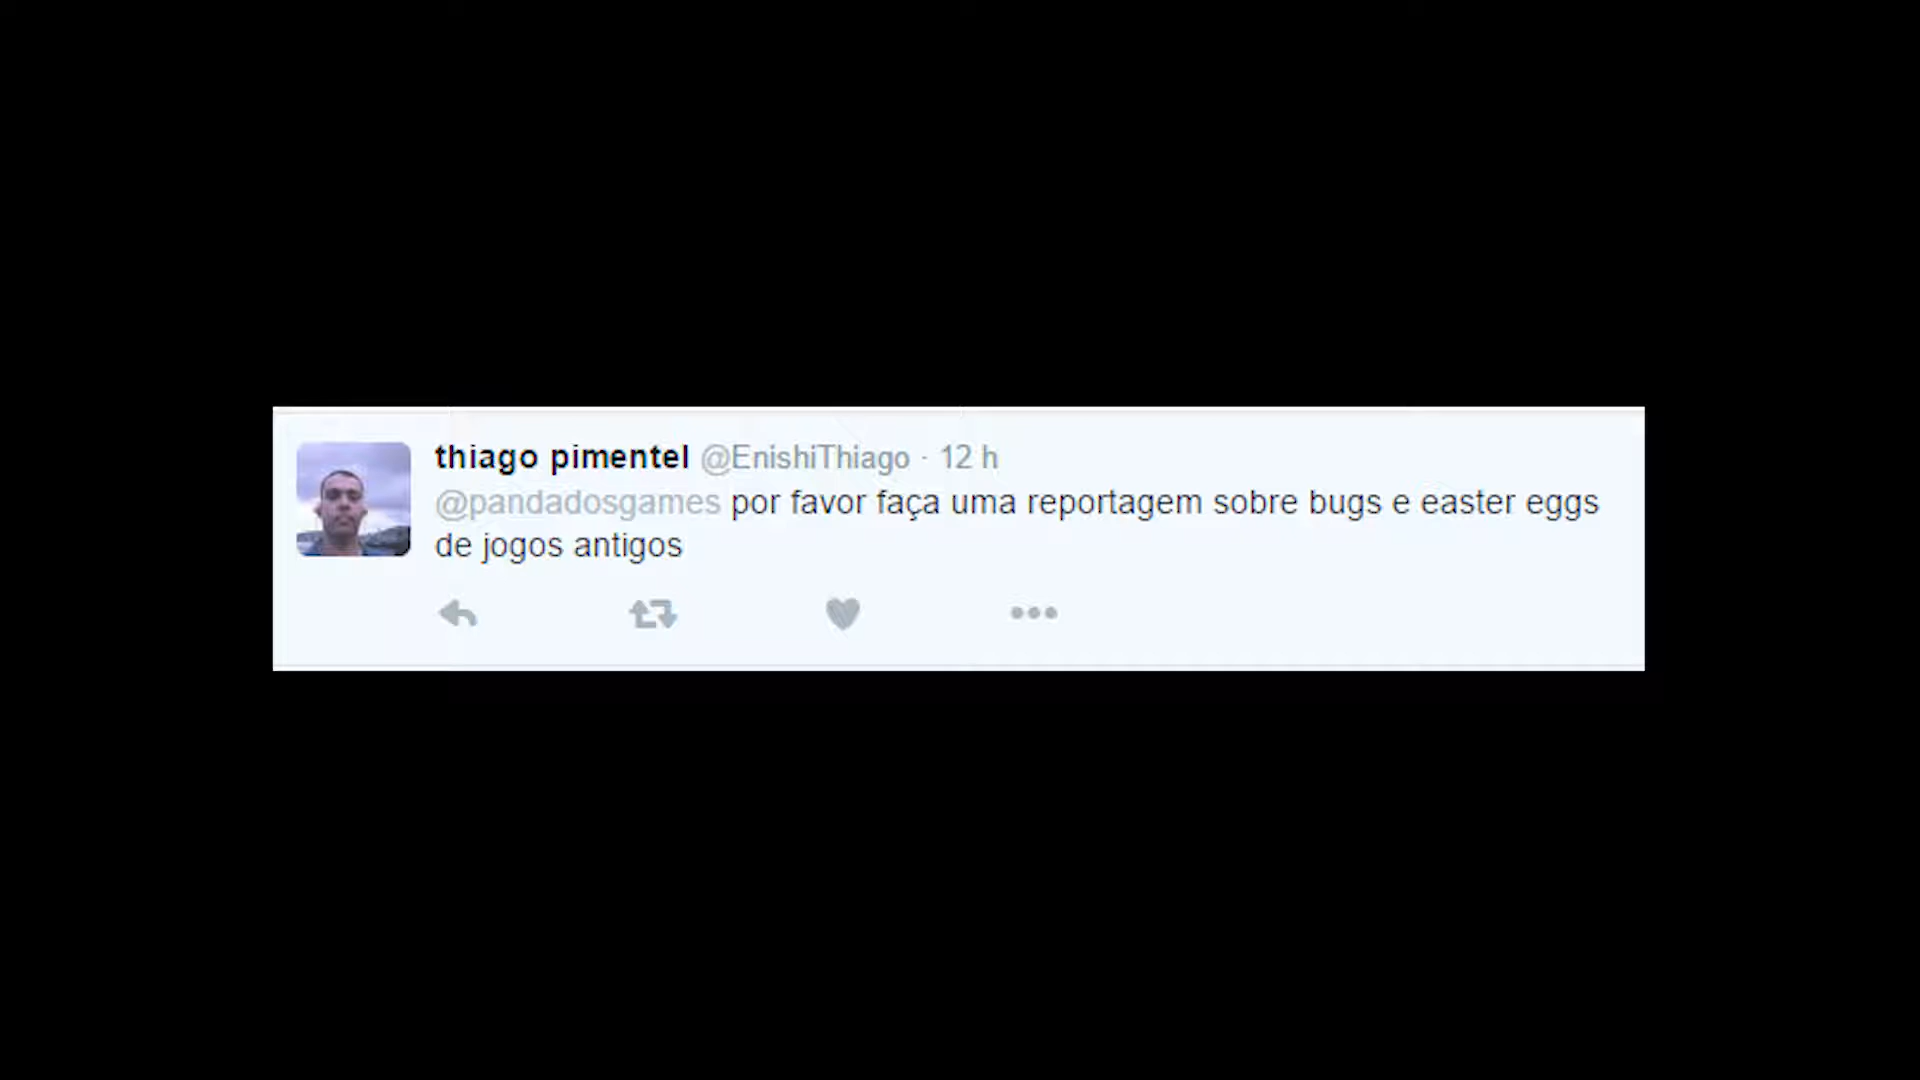 thiago pimentel @EnishiThiago · 12 h
@pandadosgames por favor faça uma reportagem sobre bugs e easter eggs
de jogos antigos